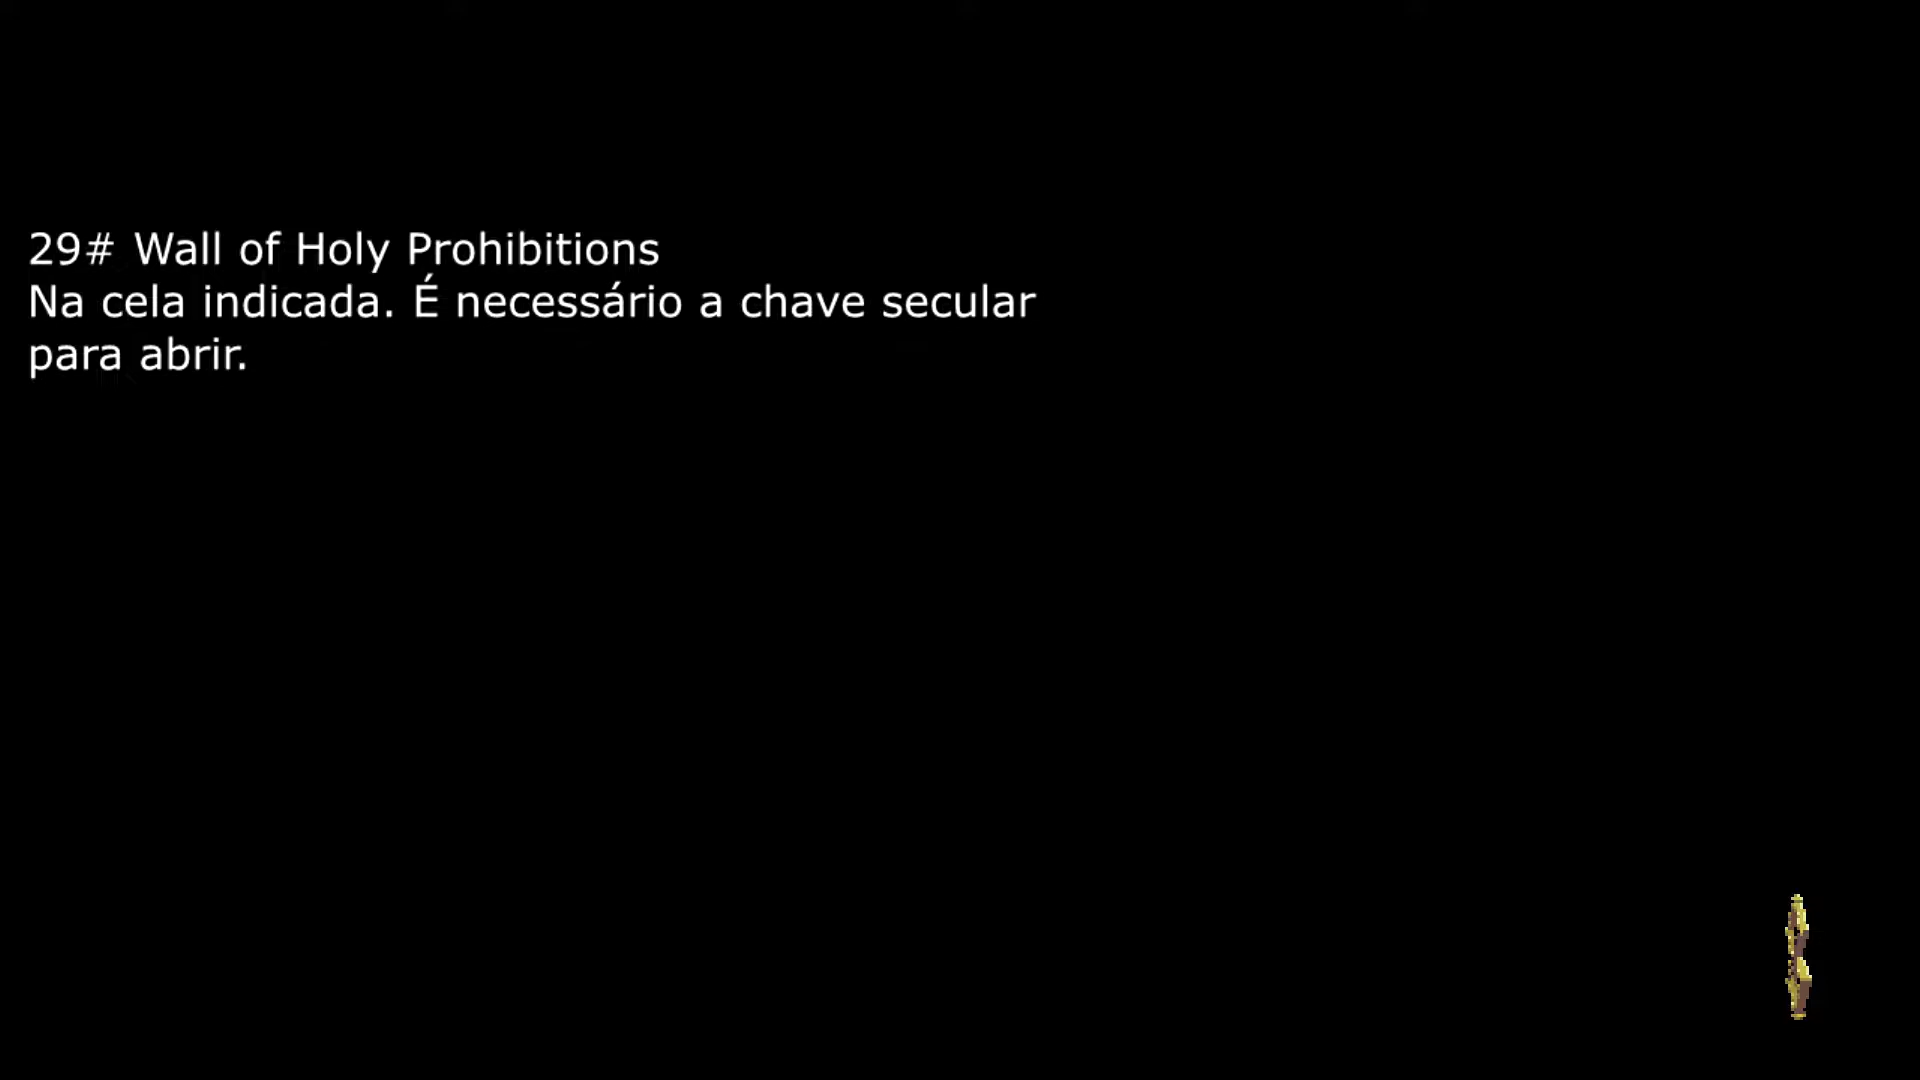 29# Wall of Holy Prohibitions
Na cela indicada. É necessário a chave secular
para abrir.